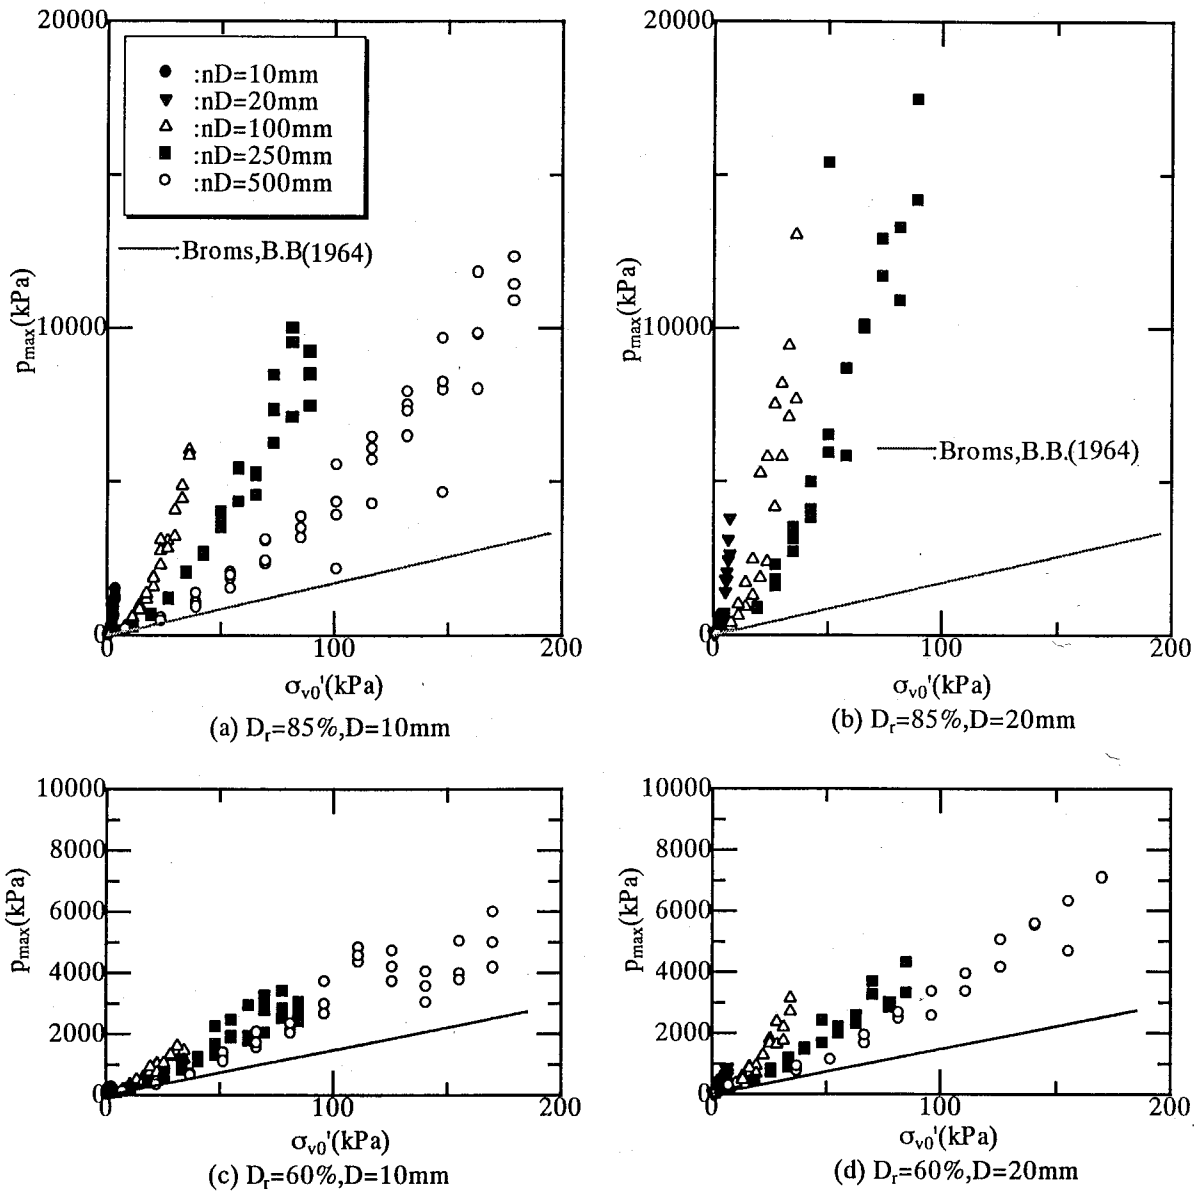 20000
:nD=10mm
:nD=20mm
:nD=100mm
:nD=250mm
:nD=500mm
:Broms,B.B(1964)
10000
pmax(kPa)
0
0
100
200
σv0'(kPa)
(a) Dr=85%,D=10mm
20000
10000
pmax(kPa)
:Broms,B.B.(1964)
0
0
100
200
σv0'(kPa)
(b) Dr=85%,D=20mm
10000
8000
6000
4000
2000
0
pmax(kPa)
0
100
200
σv0'(kPa)
(c) Dr=60%,D=10mm
10000
8000
6000
4000
2000
0
pmax(kPa)
0
100
200
σv0'(kPa)
(d) Dr=60%,D=20mm